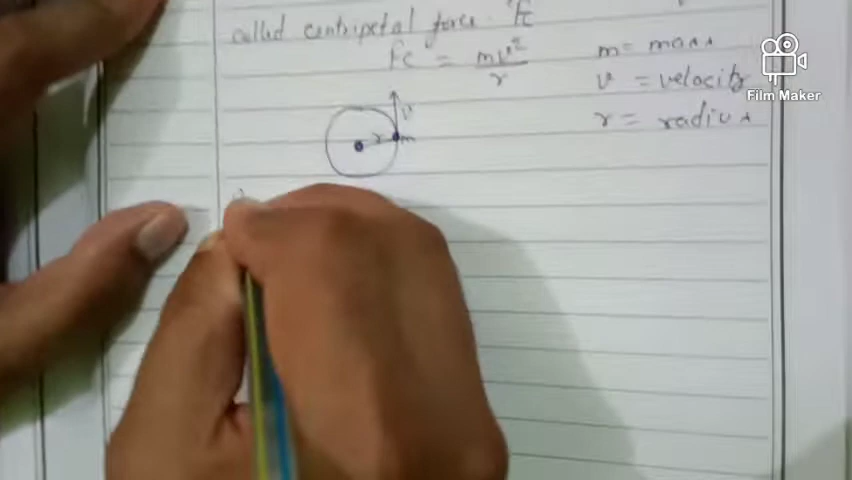 called centripetal force. Fc
Fc = mv²/r
m = mass
v = velocity
r = radius
v
r m
Film Maker